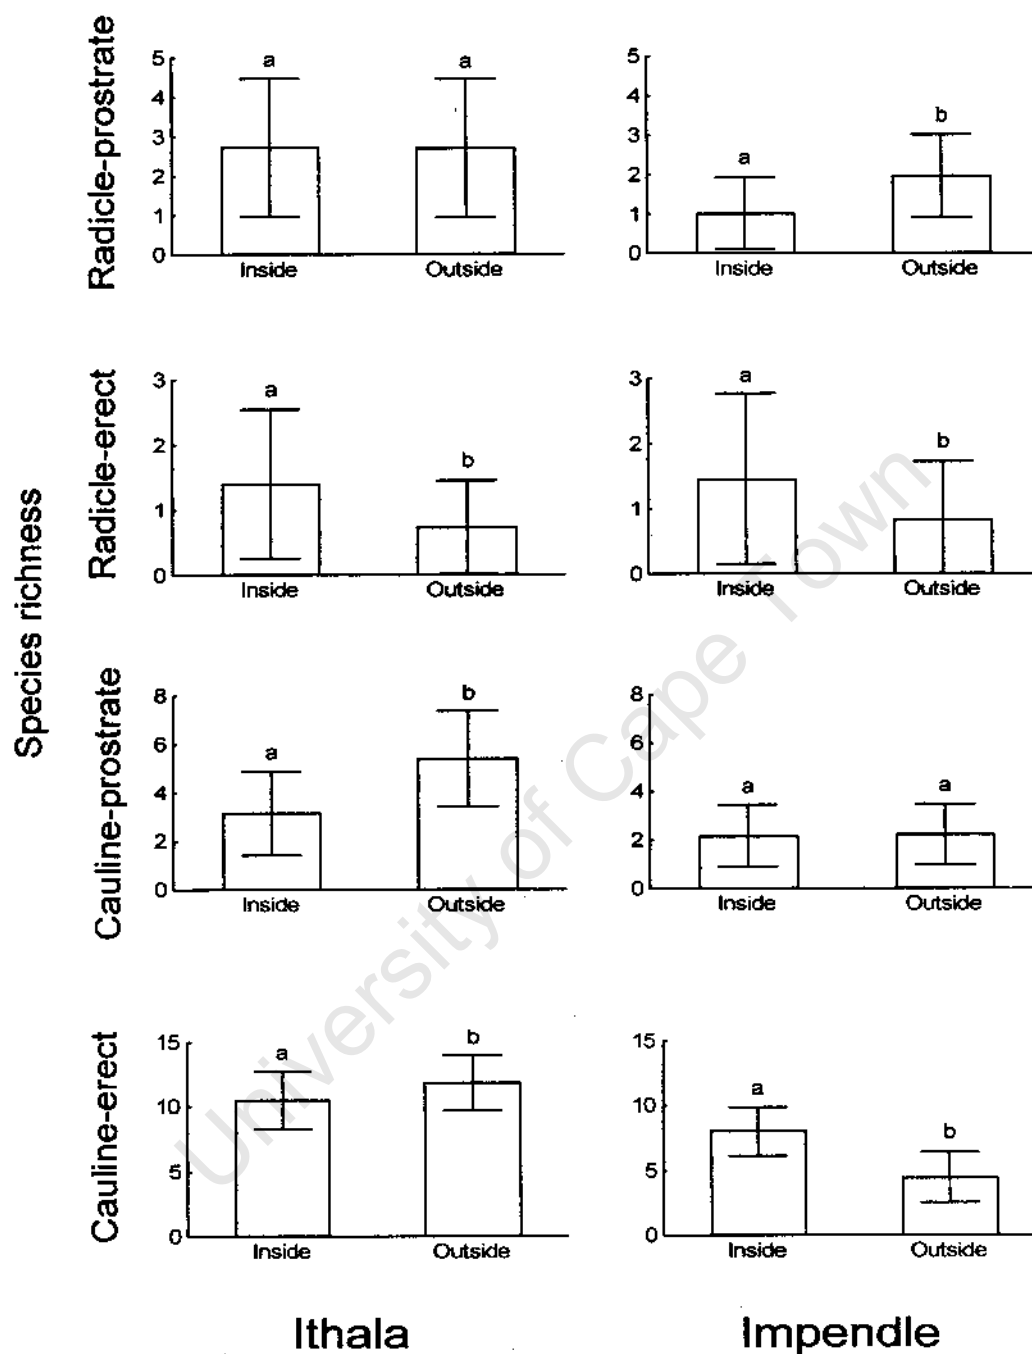 Species richness
Radicle-prostrate
5
4
3
2
1
0
a
a
Inside
Outside
5
4
3
2
1
0
a
b
Inside
Outside
Radicle-erect
3
2
1
0
a
b
Inside
Outside
3
2
1
0
a
b
Inside
Outside
Cauline-prostrate
8
6
4
2
0
a
b
Inside
Outside
8
6
4
2
0
a
a
Inside
Outside
Cauline-erect
15
10
5
0
a
b
Inside
Outside
15
10
5
0
a
b
Inside
Outside
Ithala
Impendle
University of Cape Town